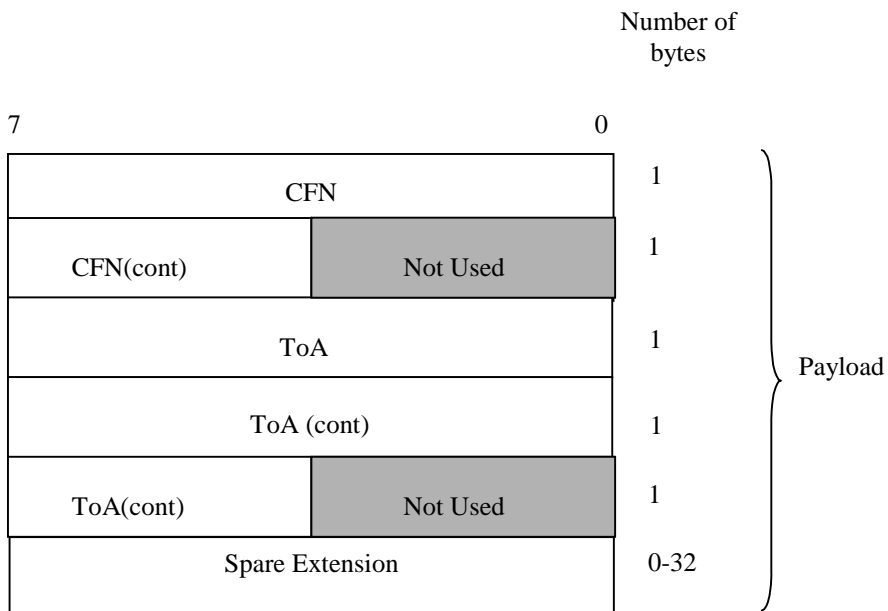 Number of
bytes
7 0
CFN 1
CFN(cont) Not Used 1
ToA 1
Payload
ToA (cont) 1
ToA(cont) Not Used 1
Spare Extension 0-32